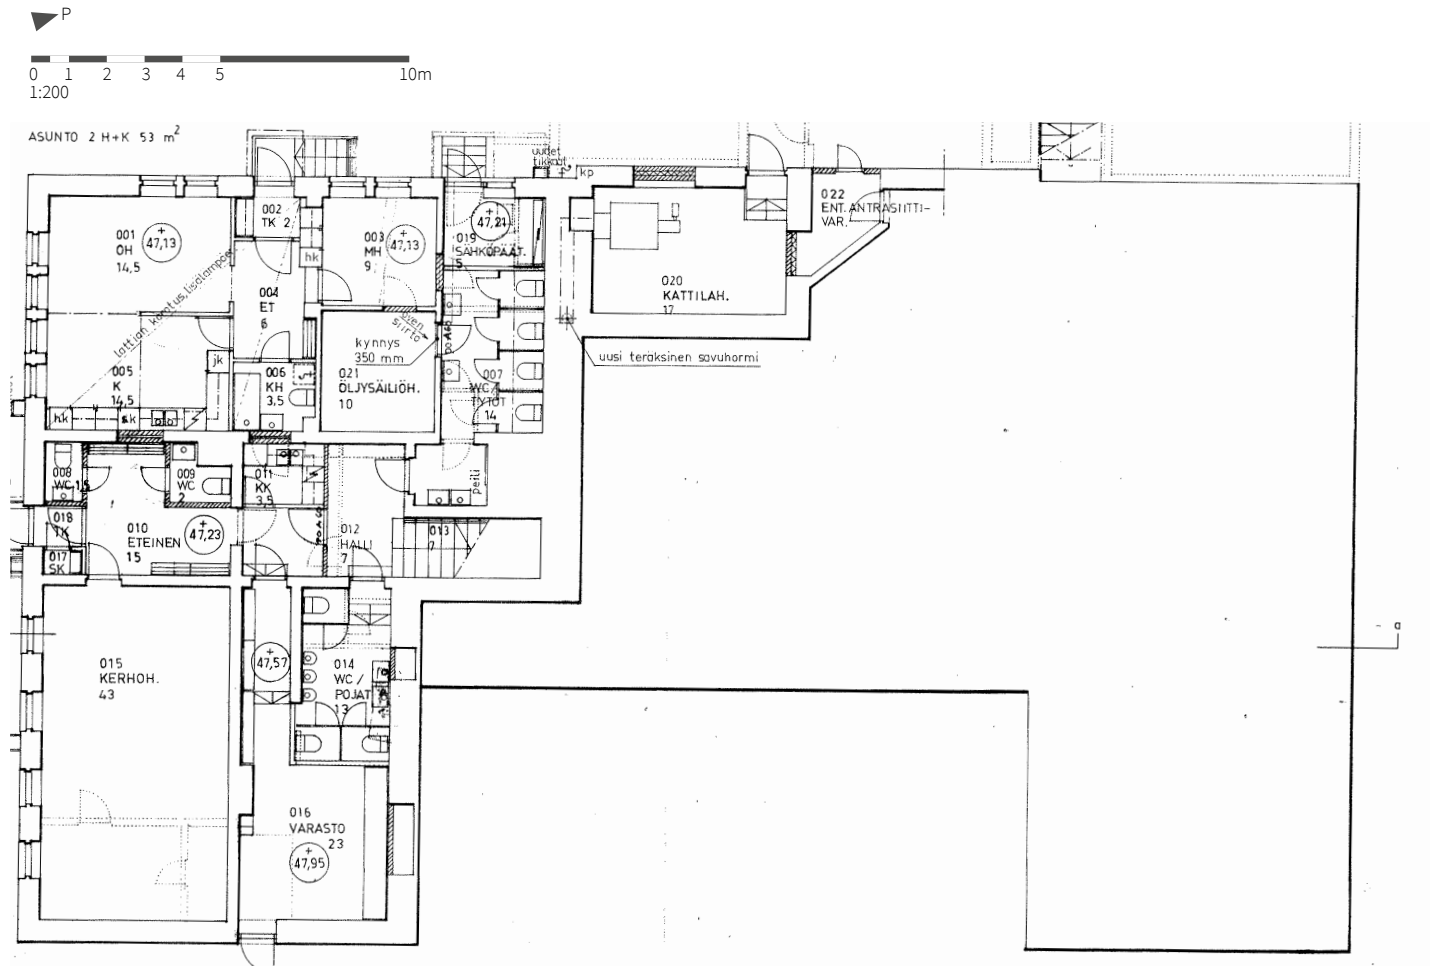 P
0 1 2 3 4 5 10m
1:200
ASUNTO 2 H+K 53 m²
uudet
tikkaat
kp
001
OH
14,5
+
47,13
002
TK 2
003
MH
9
+
47,13
hk
+
47,21
019
SÄHKÖPÄÄT.
5
022
ENT. ANTRASIITTI-
VAR.
020
KATTILAH.
17
004
ET
6
lattian korotus, lisälämpöer.
oven
siirto
kynnys
350 mm
uusi teräksinen savuhormi
005
K
14,5
jk
hk
sk
006
KH
3,5
021
ÖLJYSÄILIÖH.
10
007
WC/
TYTÖT
14
008
WC 1,5
009
WC
2
011
KK
3,5
peili
018
TK
017
SK
010
ETEINEN
15
+
47,23
012
HALLI
7
013
7
a
015
KERHOH.
43
+
47,57
014
WC /
POJAT
13
016
VARASTO
23
+
47,95